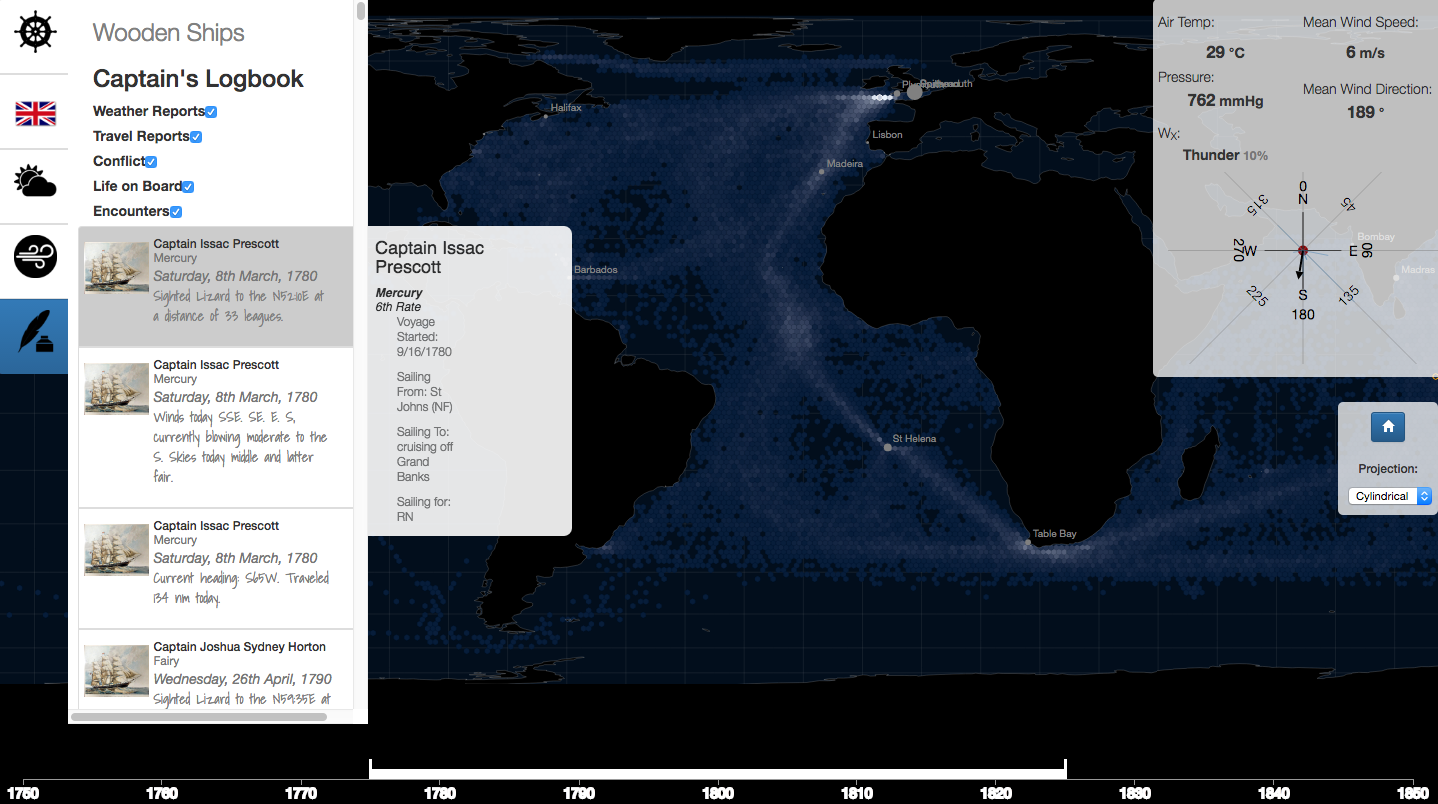 Wooden Ships
Captain's Logbook
Weather Reports
Travel Reports
Conflict
Life on Board
Encounters
Captain Issac Prescott
Mercury
Saturday, 8th March, 1780
Sighted Lizard to the N5210E at
a distance of 33 leagues.
Captain Issac Prescott
Mercury
Saturday, 8th March, 1780
Winds today SSE. SE. E. S,
currently blowing moderate to the
S. Skies today middle and latter
fair.
Captain Issac Prescott
Mercury
Saturday, 8th March, 1780
Current heading: S65W. Traveled
134 nm today.
Captain Joshua Sydney Horton
Fairy
Wednesday, 26th April, 1790
Sighted Lizard to the N5935E at
Captain Issac
Prescott
Mercury
6th Rate
Voyage
Started:
9/16/1780
Sailing
From: St
Johns (NF)
Sailing To:
cruising off
Grand
Banks
Sailing for:
RN
Halifax
Lisbon
Madeira
Barbados
St Helena
Table Bay
Bombay
Madras
Air Temp:
29 °C
Mean Wind Speed:
6 m/s
Pressure:
762 mmHg
Mean Wind Direction:
189 °
Wx:
Thunder 10%
0
N
45
E 90
135
S
180
225
270 W
315
Projection:
Cylindrical
1750 1760 1770 1780 1790 1800 1810 1820 1830 1840 1850